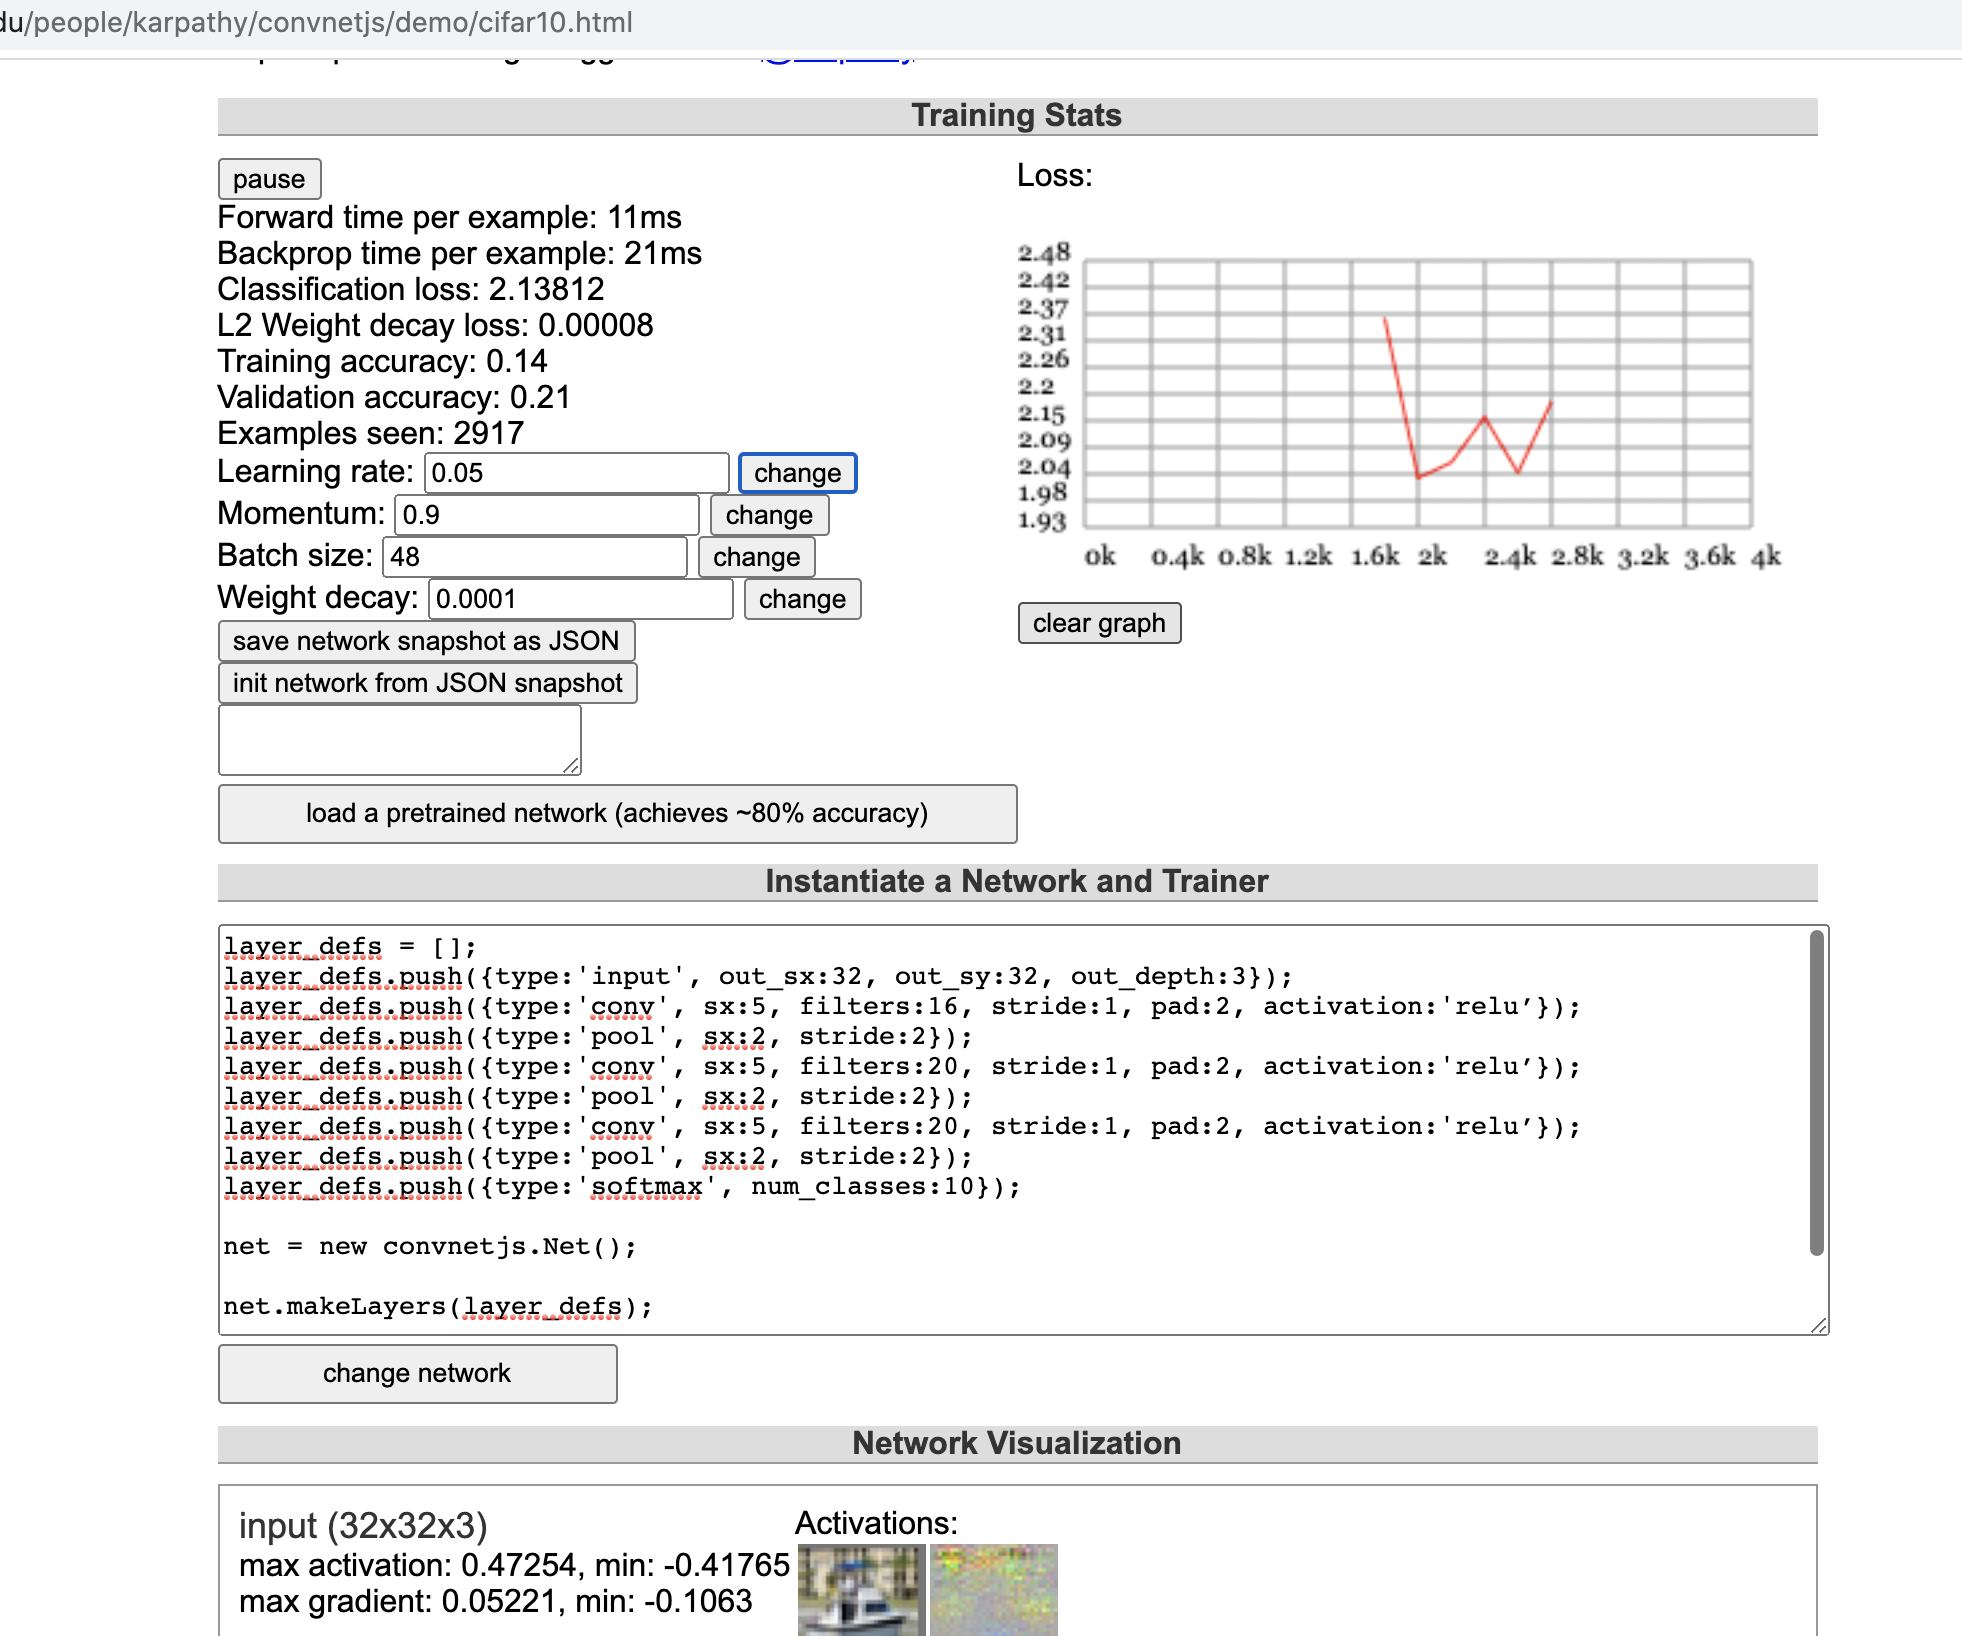 du/people/karpathy/convnetjs/demo/cifar10.html
Training Stats
pause
Forward time per example: 11ms
Backprop time per example: 21ms
Classification loss: 2.13812
L2 Weight decay loss: 0.00008
Training accuracy: 0.14
Validation accuracy: 0.21
Examples seen: 2917
Learning rate: 0.05 change
Momentum: 0.9 change
Batch size: 48 change
Weight decay: 0.0001 change
save network snapshot as JSON
init network from JSON snapshot
load a pretrained network (achieves ~80% accuracy)
Loss:
2.48
2.42
2.37
2.31
2.26
2.2
2.15
2.09
2.04
1.98
1.93
0k 0.4k 0.8k 1.2k 1.6k 2k 2.4k 2.8k 3.2k 3.6k 4k
clear graph
Instantiate a Network and Trainer
layer_defs = [];
layer_defs.push({type:'input', out_sx:32, out_sy:32, out_depth:3});
layer_defs.push({type:'conv', sx:5, filters:16, stride:1, pad:2, activation:'relu’});
layer_defs.push({type:'pool', sx:2, stride:2});
layer_defs.push({type:'conv', sx:5, filters:20, stride:1, pad:2, activation:'relu’});
layer_defs.push({type:'pool', sx:2, stride:2});
layer_defs.push({type:'conv', sx:5, filters:20, stride:1, pad:2, activation:'relu’});
layer_defs.push({type:'pool', sx:2, stride:2});
layer_defs.push({type:'softmax', num_classes:10});
net = new convnetjs.Net();
net.makeLayers(layer_defs);
change network
Network Visualization
input (32x32x3)
max activation: 0.47254, min: -0.41765
max gradient: 0.05221, min: -0.1063
Activations: